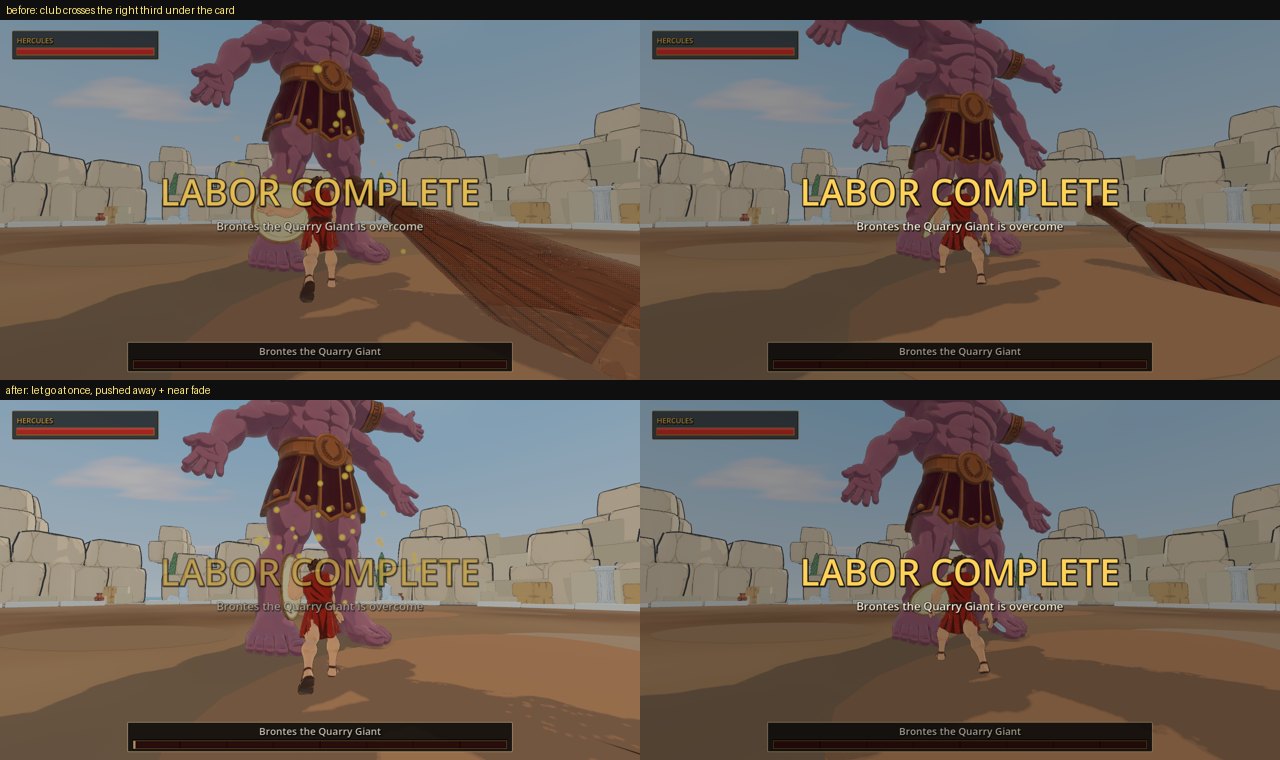 before: club crosses the right third under the card
HERCULES
HERCULES
LABOR COMPLETE
LABOR COMPLETE
Brontes the Quarry Giant is overcome
Brontes the Quarry Giant is overcome
Brontes the Quarry Giant
Brontes the Quarry Giant
after: let go at once, pushed away + near fade
HERCULES
HERCULES
LABOR COMPLETE
LABOR COMPLETE
Brontes the Quarry Giant is overcome
Brontes the Quarry Giant is overcome
Brontes the Quarry Giant
Brontes the Quarry Giant